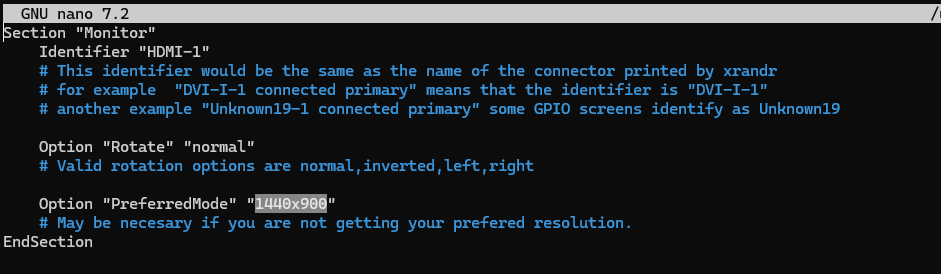 GNU nano 7.2 /
Section "Monitor"
Identifier "HDMI-1"
# This identifier would be the same as the name of the connector printed by xrandr
# for example  "DVI-I-1 connected primary" means that the identifier is "DVI-I-1"
# another example "Unknown19-1 connected primary" some GPIO screens identify as Unknown19
Option "Rotate" "normal"
# Valid rotation options are normal,inverted,left,right
Option "PreferredMode" "1440x900"
# May be necesary if you are not getting your prefered resolution.
EndSection